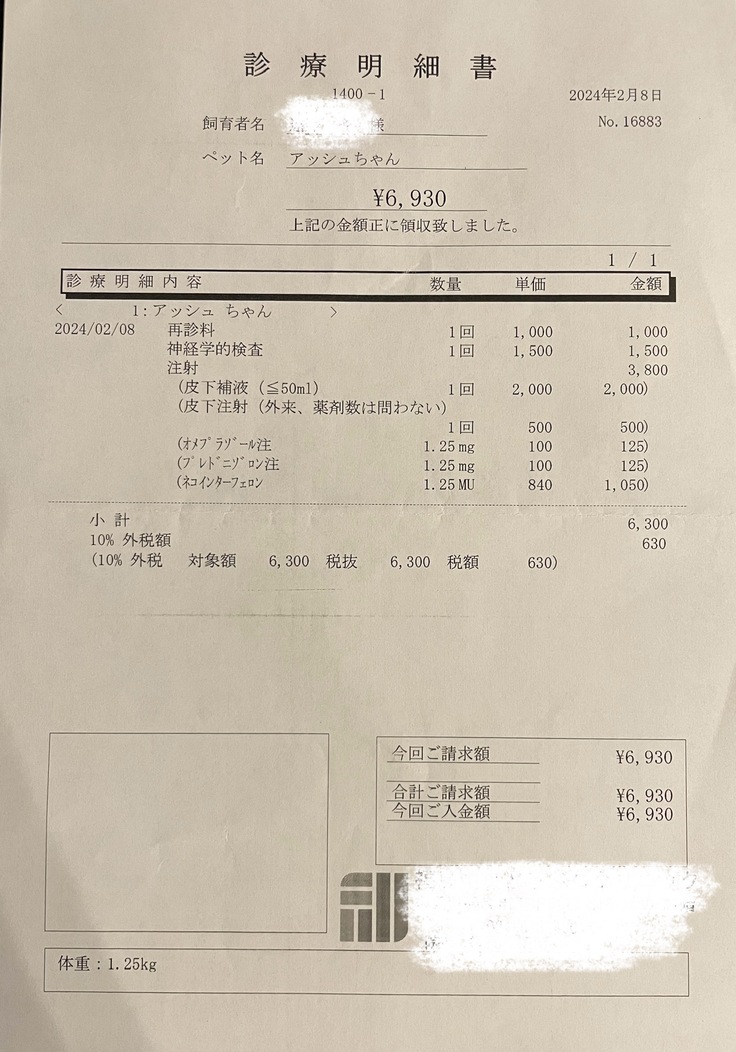 診療明細書
1400-1
2024年2月8日
飼育者名 様
No.16883
ペット名 アッシュちゃん
¥6,930
上記の金額正に領収致しました。
1 / 1
診療明細内容 数量 単価 金額
< 1:アッシュ ちゃん >
2024/02/08 再診料 1回 1,000 1,000
神経学的検査 1回 1,500 1,500
注射 3,800
(皮下補液 (≦50ml) 1回 2,000 2,000)
(皮下注射 (外来、薬剤数は問わない)
1回 500 500)
(ｵﾒﾌﾟﾗｿﾞｰﾙ注 1.25mg 100 125)
(ﾌﾟﾚﾄﾞﾆｿﾞﾛﾝ注 1.25mg 100 125)
(ﾈｺｲﾝﾀｰﾌｪﾛﾝ 1.25MU 840 1,050)
小 計 6,300
10% 外税額 630
(10% 外税 対象額 6,300 税抜 6,300 税額 630)
今回ご請求額 ¥6,930
合計ご請求額 ¥6,930
今回ご入金額 ¥6,930
体重：1.25kg